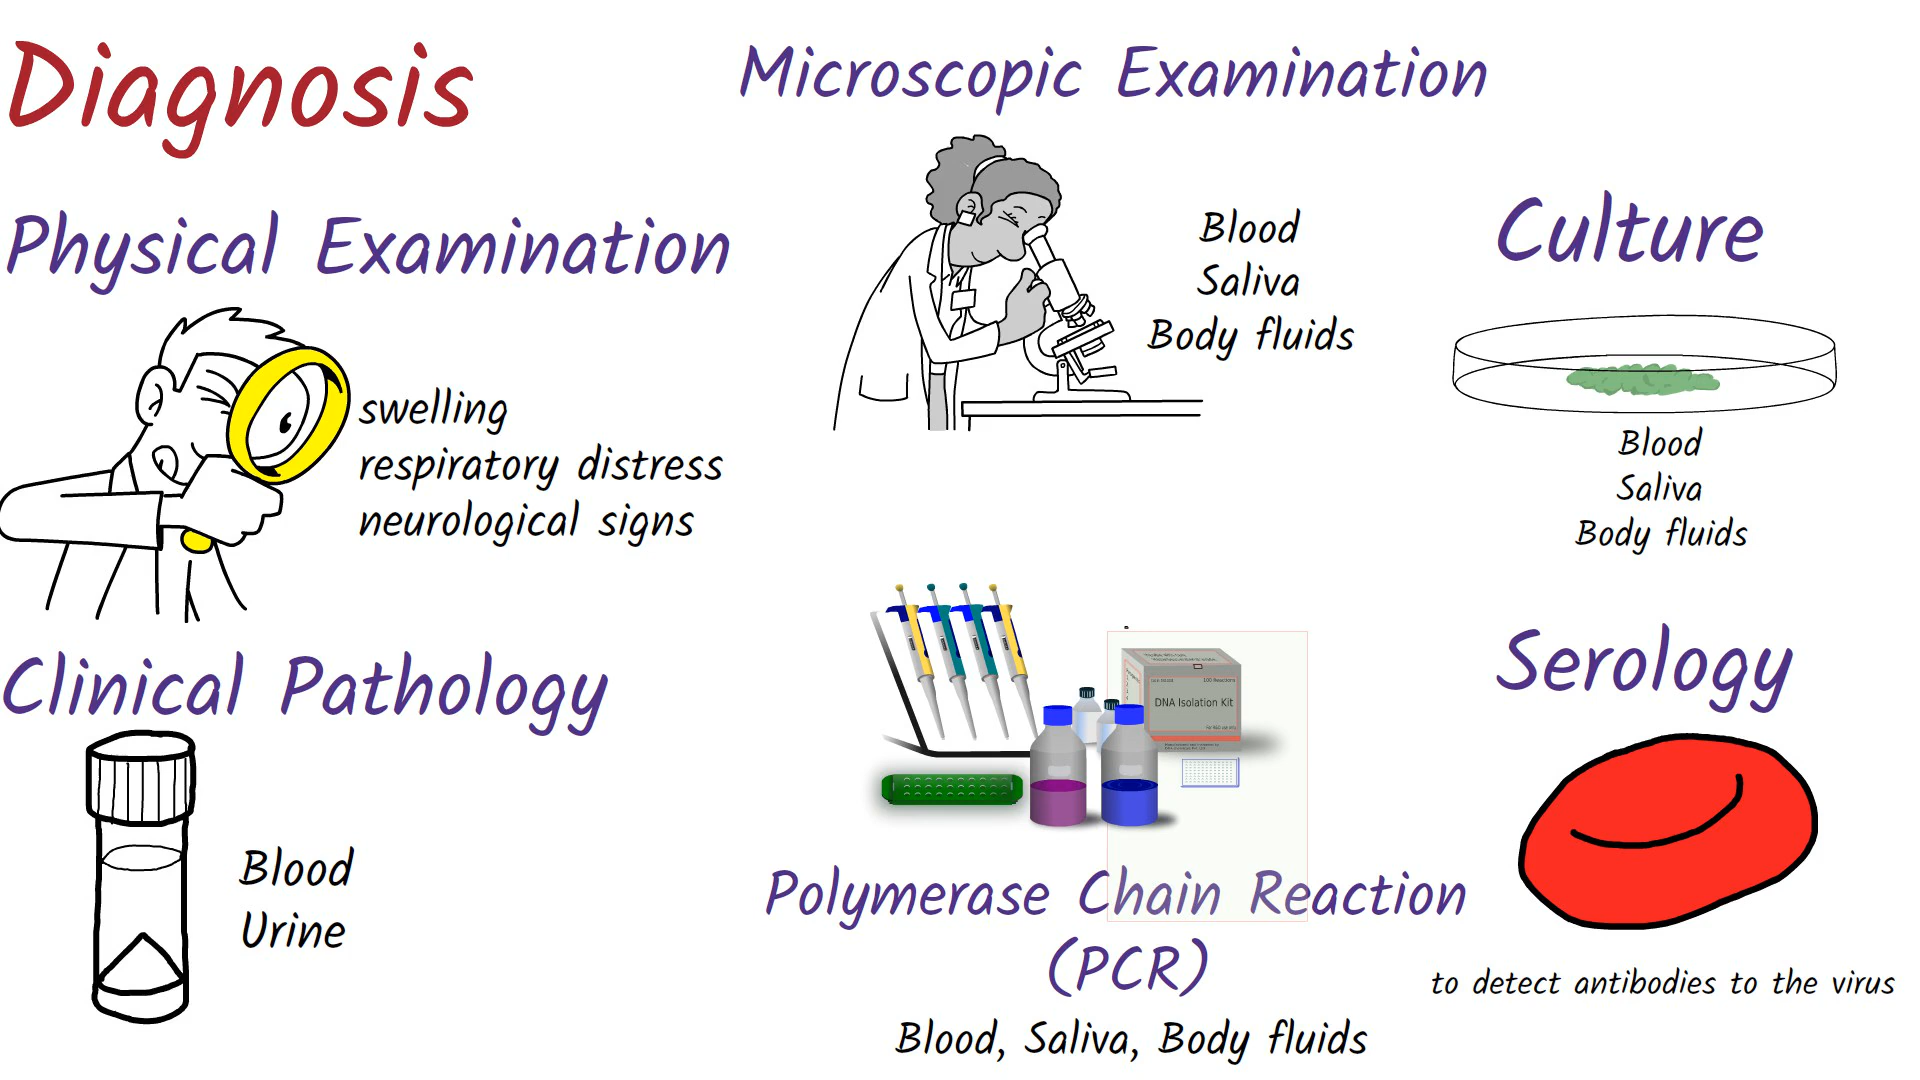 Diagnosis
Physical Examination
swelling
respiratory distress
neurological signs
Clinical Pathology
Blood
Urine
Microscopic Examination
Blood
Saliva
Body fluids
Culture
Blood
Saliva
Body fluids
100 Reactions
DNA Isolation Kit
Polymerase Chain Reaction
(PCR)
Blood, Saliva, Body fluids
Serology
to detect antibodies to the virus